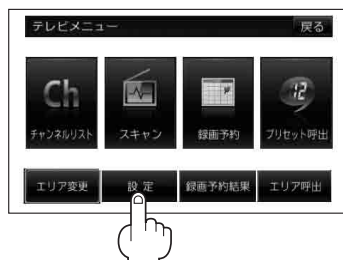 テレビメニュー
戻る
Ch
チャンネルリスト
スキャン
録画予約
12
プリセット呼出
エリア変更
設 定
録画予約結果
エリア呼出